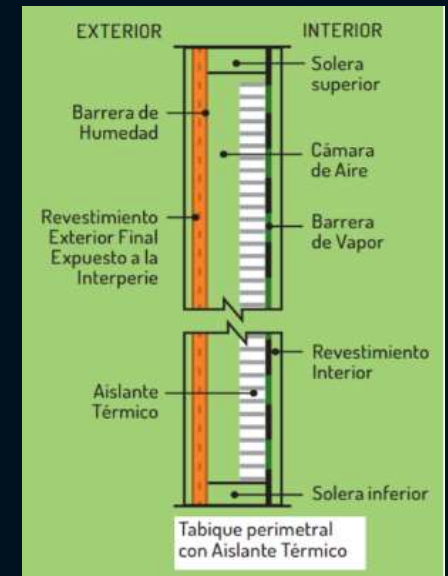 EXTERIOR
INTERIOR
Solera
superior
Barrera de
Humedad
Cámara
de Aire
Revestimiento
Exterior Final
Expuesto a la
Interperie
Barrera
de Vapor
Revestimiento
Interior
Aislante
Térmico
Solera inferior
Tabique perimetral
con Aislante Térmico